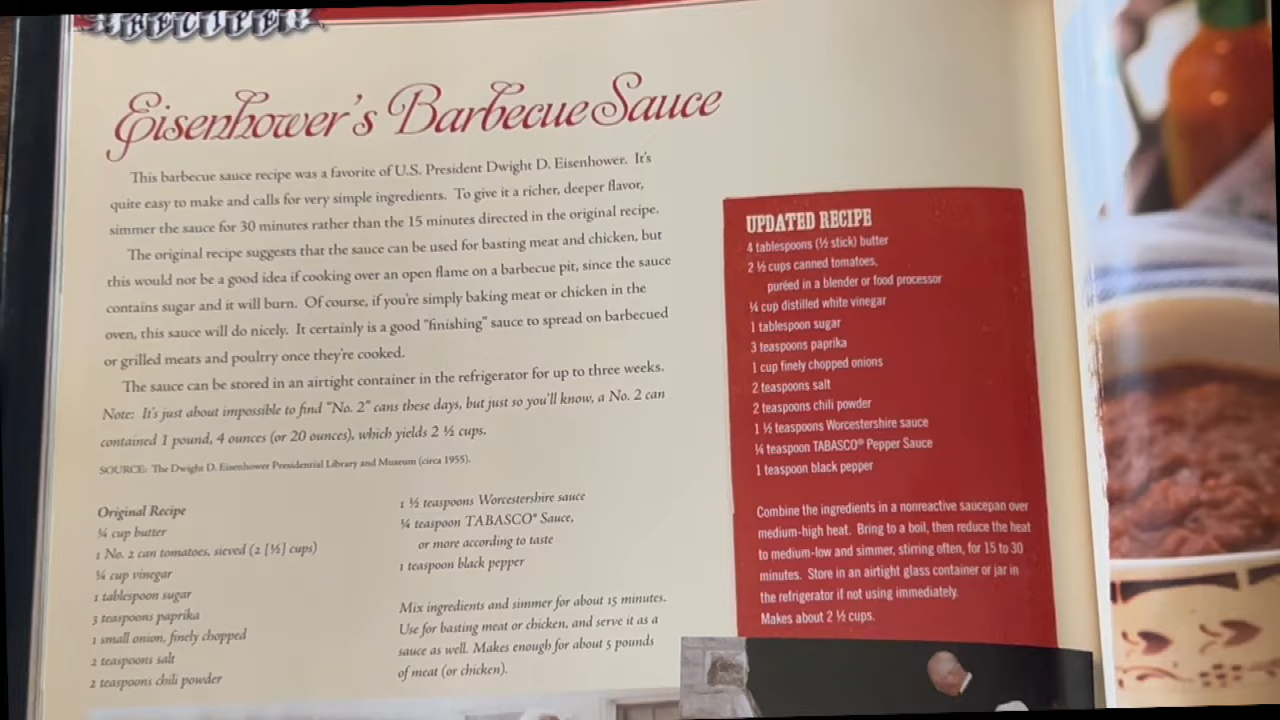 RECIPE
Eisenhower's Barbecue Sauce
This barbecue sauce recipe was a favorite of U.S. President Dwight D. Eisenhower. It's
quite easy to make and calls for very simple ingredients. To give it a richer, deeper flavor,
simmer the sauce for 30 minutes rather than the 15 minutes directed in the original recipe.
The original recipe suggests that the sauce can be used for basting meat and chicken, but
this would not be a good idea if cooking over an open flame on a barbecue pit, since the sauce
contains sugar and it will burn. Of course, if you're simply baking meat or chicken in the
oven, this sauce will do nicely. It certainly is a good "finishing" sauce to spread on barbecued
or grilled meats and poultry once they're cooked.
The sauce can be stored in an airtight container in the refrigerator for up to three weeks.
Note: It's just about impossible to find "No. 2" cans these days, but just so you'll know, a No. 2 can
contained 1 pound, 4 ounces (or 20 ounces), which yields 2 ½ cups.
SOURCE: The Dwight D. Eisenhower Presidential Library and Museum (circa 1955).
Original Recipe
¼ cup butter
1 No. 2 can tomatoes, sieved (2 [½] cups)
¼ cup vinegar
1 tablespoon sugar
3 teaspoons paprika
1 small onion, finely chopped
2 teaspoons salt
2 teaspoons chili powder
1 ½ teaspoons Worcestershire sauce
¼ teaspoon TABASCO® Sauce,
or more according to taste
1 teaspoon black pepper
Mix ingredients and simmer for about 15 minutes.
Use for basting meat or chicken, and serve it as a
sauce as well. Makes enough for about 5 pounds
of meat (or chicken).
UPDATED RECIPE
4 tablespoons (½ stick) butter
2 ½ cups canned tomatoes,
puréed in a blender or food processor
¼ cup distilled white vinegar
1 tablespoon sugar
3 teaspoons paprika
1 cup finely chopped onions
2 teaspoons salt
2 teaspoons chili powder
1 ½ teaspoons Worcestershire sauce
¼ teaspoon TABASCO® Pepper Sauce
1 teaspoon black pepper
Combine the ingredients in a nonreactive saucepan over
medium-high heat. Bring to a boil, then reduce the heat
to medium-low and simmer, stirring often, for 15 to 30
minutes. Store in an airtight glass container or jar in
the refrigerator if not using immediately.
Makes about 2 ½ cups.